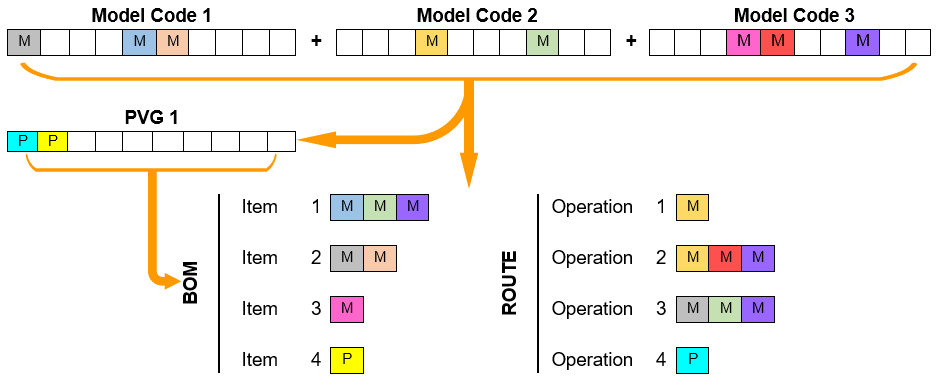 Model Code 1 Model Code 2 Model Code 3
M M M + M M + M M M
PVG 1
P P
BOM
Item 1 M M M
Item 2 M M
Item 3 M
Item 4 P
ROUTE
Operation 1 M
Operation 2 M M M
Operation 3 M M M
Operation 4 P